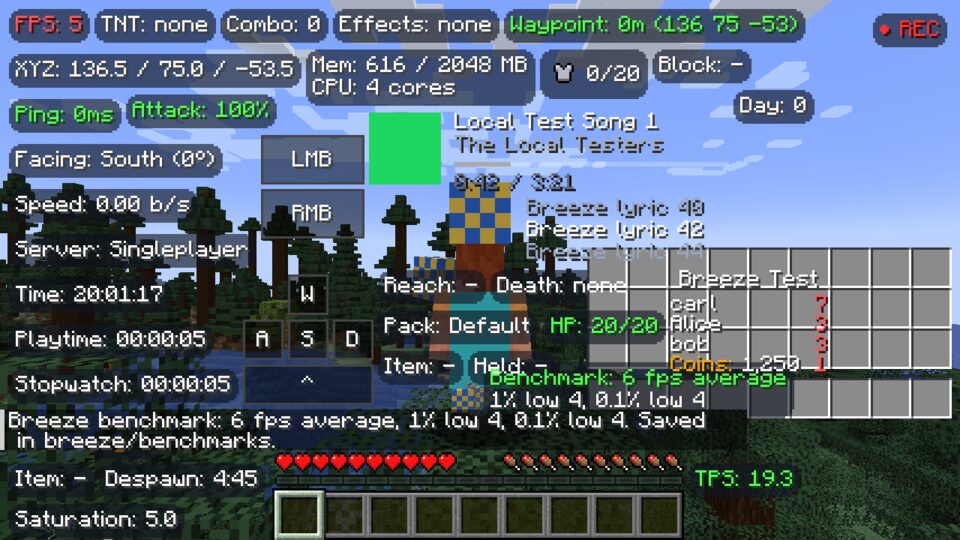 FPS: 5 TNT: none Combo: 0 Effects: none Waypoint: 0m (136 75 -53) REC
XYZ: 136.5 / 75.0 / -53.5 Mem: 616 / 2048 MB 0/20 Block: -
CPU: 4 cores
Day: 0
Ping: 0ms Attack: 100%
Local Test Song 1
The Local Testers
Facing: South (0°) LMB
0:42 / 3:21
Speed: 0.00 b/s RMB
Breeze lyric 40
Breeze lyric 42
Breeze lyric 44
Server: Singleplayer
Breeze Test
Reach: - Death: none
Time: 20:01:17 W
carl 7
Alice 3
Pack: Default HP: 20/20
Playtime: 00:00:05 A S D
bob 3
Coins: 1,250 1
Item: - Held: -
Benchmark: 6 fps average
Stopwatch: 00:00:05 ^
1% low 4, 0.1% low 4
Breeze benchmark: 6 fps average, 1% low 4, 0.1% low 4. Saved
in breeze/benchmarks.
Item: - Despawn: 4:45 TPS: 19.3
Saturation: 5.0